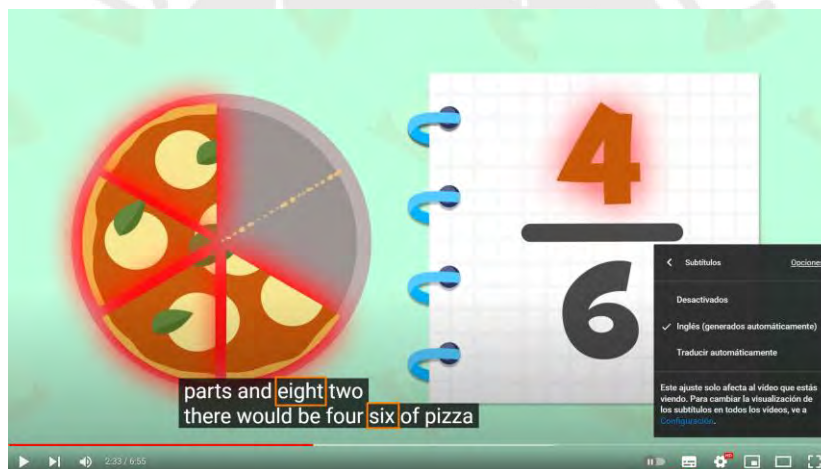 4
6
Subtítulos Opciones
Desactivados
Inglés (generados automáticamente)
Traducir automáticamente
Este ajuste solo afecta al vídeo que estás
viendo. Para cambiar la visualización de
los subtítulos en todos los vídeos, ve a
Configuración.
parts and eight two
there would be four six of pizza
2:33 / 6:55